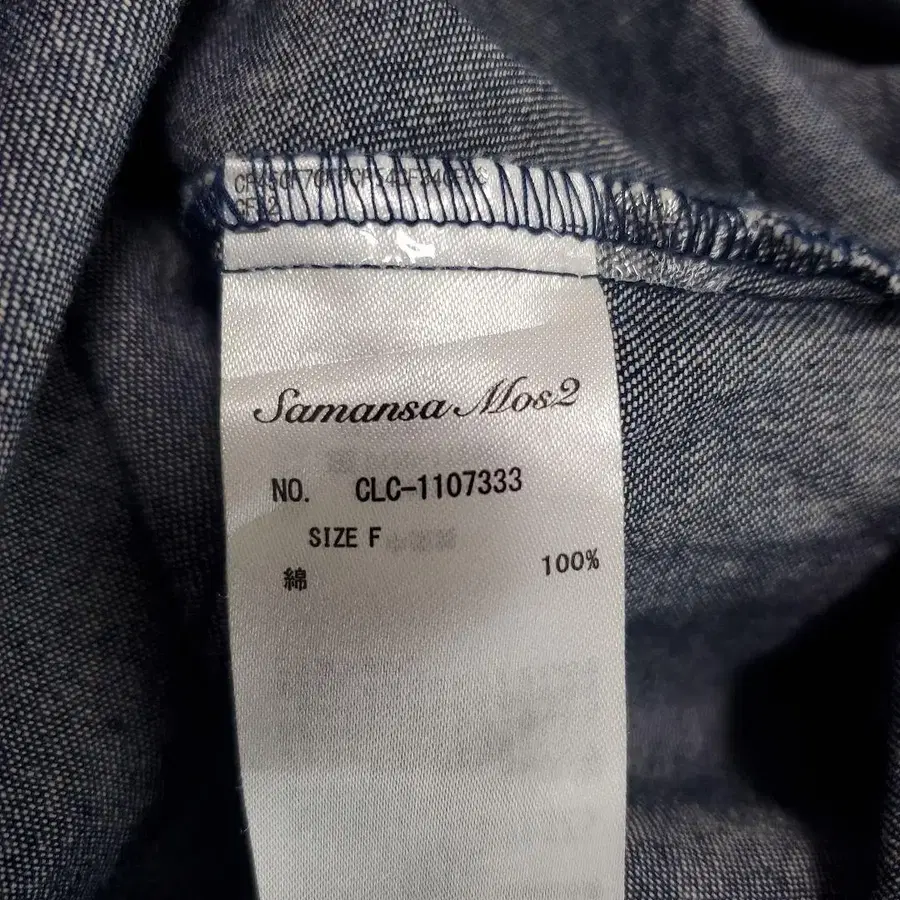 Samansa Mos2
NO. CLC-1107333
SIZE F
綿 100%